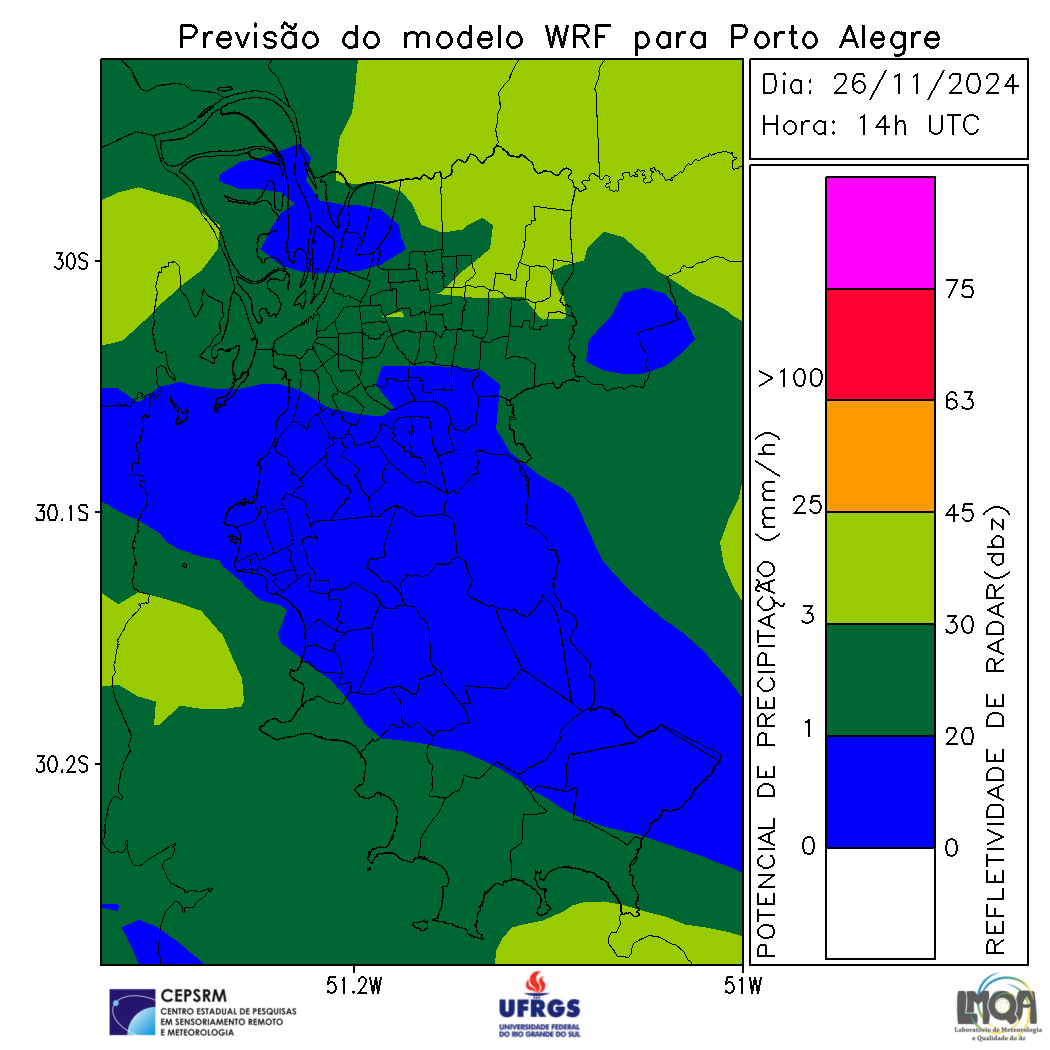 Previsão do modelo WRF para Porto Alegre
Dia: 26/11/2024
Hora: 14h UTC
30S
30.1S
30.2S
51.2W
51W
POTENCIAL DE PRECIPITAÇÃO (mm/h)
>100
25
3
1
0
75
63
45
30
20
0
REFLETIVIDADE DE RADAR(dbz)
CEPSRM
CENTRO ESTADUAL DE PESQUISAS
EM SENSORIAMENTO REMOTO
E METEOROLOGIA
UFRGS
UNIVERSIDADE FEDERAL
DO RIO GRANDE DO SUL
LMQA
Laboratório de Meteorologia
e Qualidade do Ar